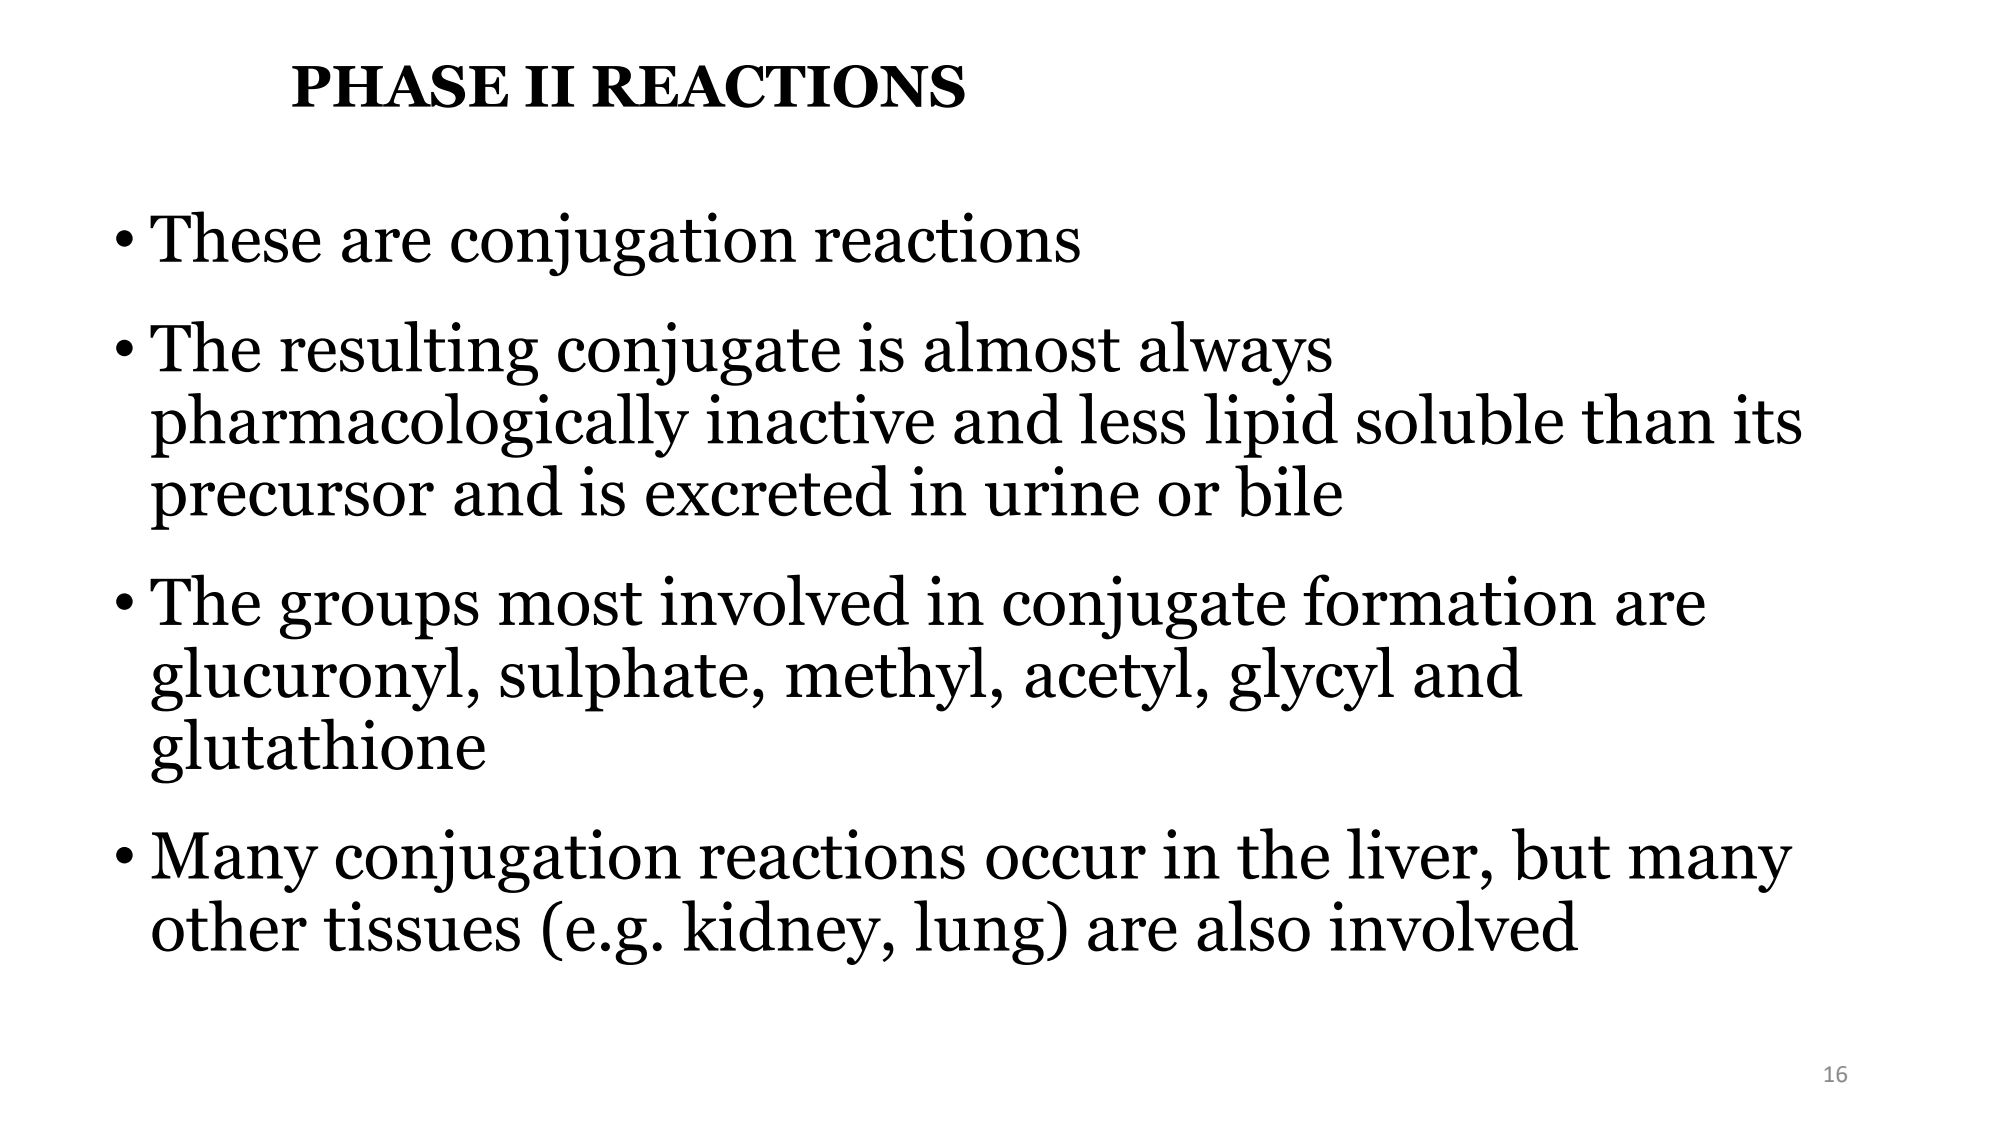 PHASE II REACTIONS
• These are conjugation reactions
• The resulting conjugate is almost always
pharmacologically inactive and less lipid soluble than its
precursor and is excreted in urine or bile
• The groups most involved in conjugate formation are
glucuronyl, sulphate, methyl, acetyl, glycyl and
glutathione
• Many conjugation reactions occur in the liver, but many
other tissues (e.g. kidney, lung) are also involved
16